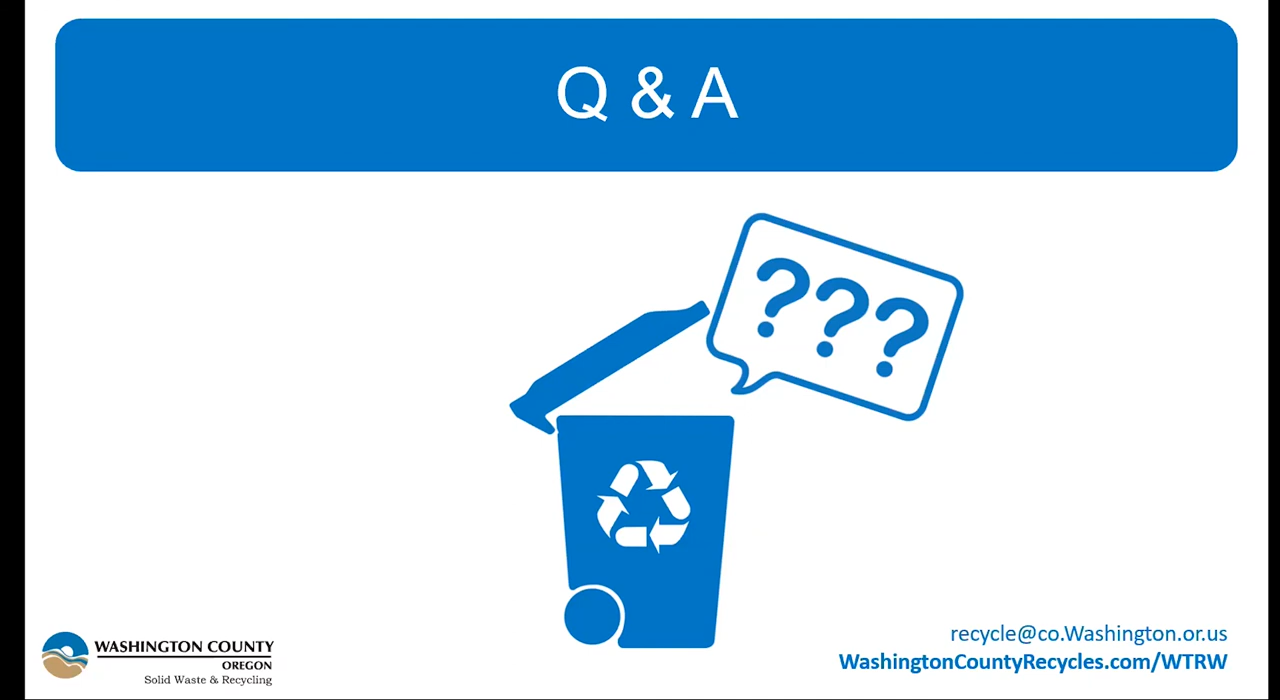 Q & A
???
WASHINGTON COUNTY
OREGON
Solid Waste & Recycling
recycle@co.Washington.or.us
WashingtonCountyRecycles.com/WTRW